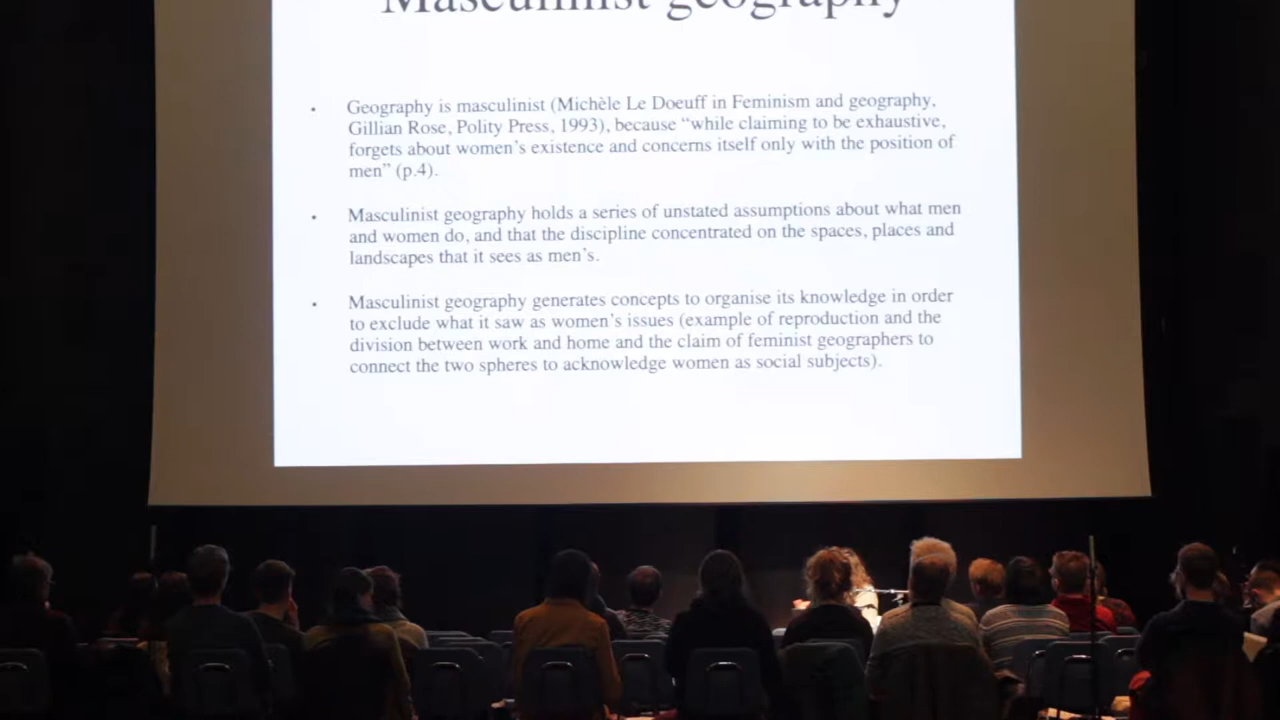 Masculinist geography
• Geography is masculinist (Michèle Le Doeuff in Feminism and geography,
Gillian Rose, Polity Press, 1993), because “while claiming to be exhaustive,
forgets about women’s existence and concerns itself only with the position of
men” (p.4).
• Masculinist geography holds a series of unstated assumptions about what men
and women do, and that the discipline concentrated on the spaces, places and
landscapes that it sees as men’s.
• Masculinist geography generates concepts to organise its knowledge in order
to exclude what it saw as women’s issues (example of reproduction and the
division between work and home and the claim of feminist geographers to
connect the two spheres to acknowledge women as social subjects).